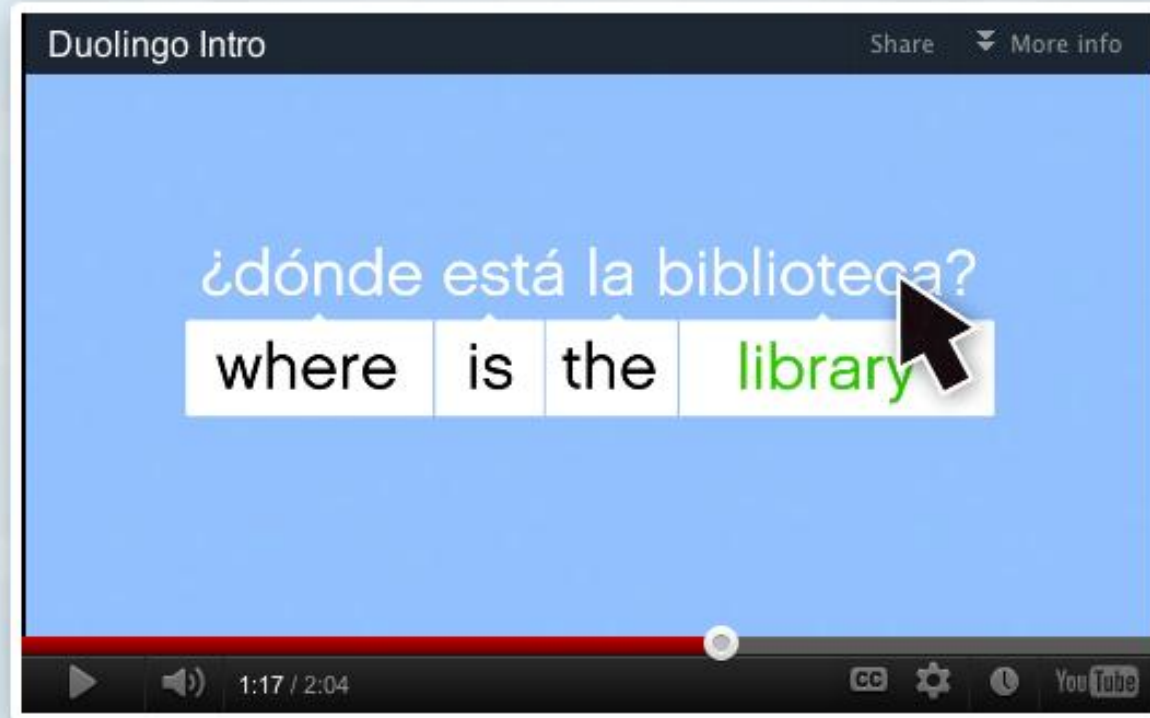 Duolingo Intro Share More info
¿dónde está la biblioteca?
where is the library
1:17 / 2:04 CC YouTube